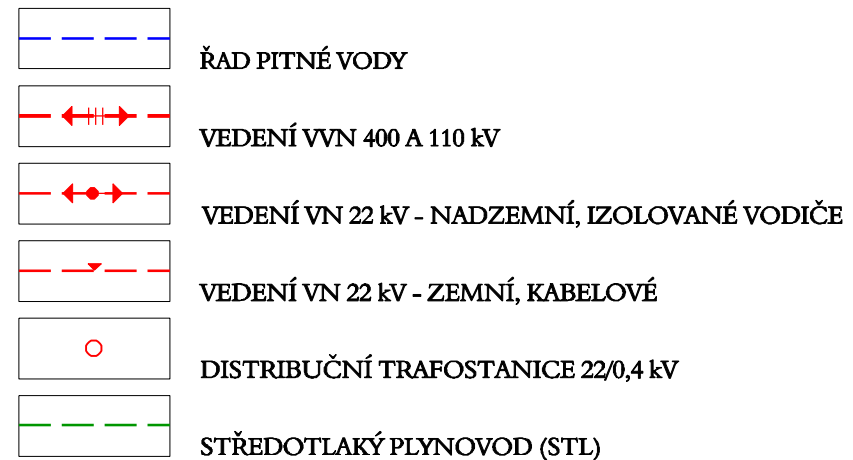 ŘAD PITNÉ VODY
VEDENÍ VVN 400 A 110 kV
VEDENÍ VN 22 kV - NADZEMNÍ, IZOLOVANÉ VODIČE
VEDENÍ VN 22 kV - ZEMNÍ, KABELOVÉ
DISTRIBUČNÍ TRAFOSTANICE 22/0,4 kV
STŘEDOTLAKÝ PLYNOVOD (STL)